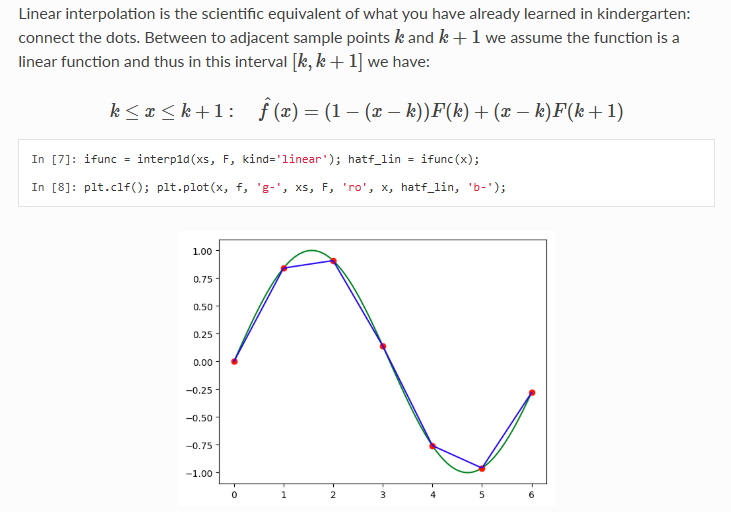 Linear interpolation is the scientific equivalent of what you have already learned in kindergarten:
connect the dots. Between to adjacent sample points k and k + 1 we assume the function is a
linear function and thus in this interval [k, k + 1] we have:
k ≤ x ≤ k + 1 :   f̂ (x) = (1 − (x − k))F(k) + (x − k)F(k + 1)
In [7]: ifunc = interp1d(xs, F, kind='linear'); hatf_lin = ifunc(x);
In [8]: plt.clf(); plt.plot(x, f, 'g-', xs, F, 'ro', x, hatf_lin, 'b-');
1.00
0.75
0.50
0.25
0.00
−0.25
−0.50
−0.75
−1.00
0 1 2 3 4 5 6